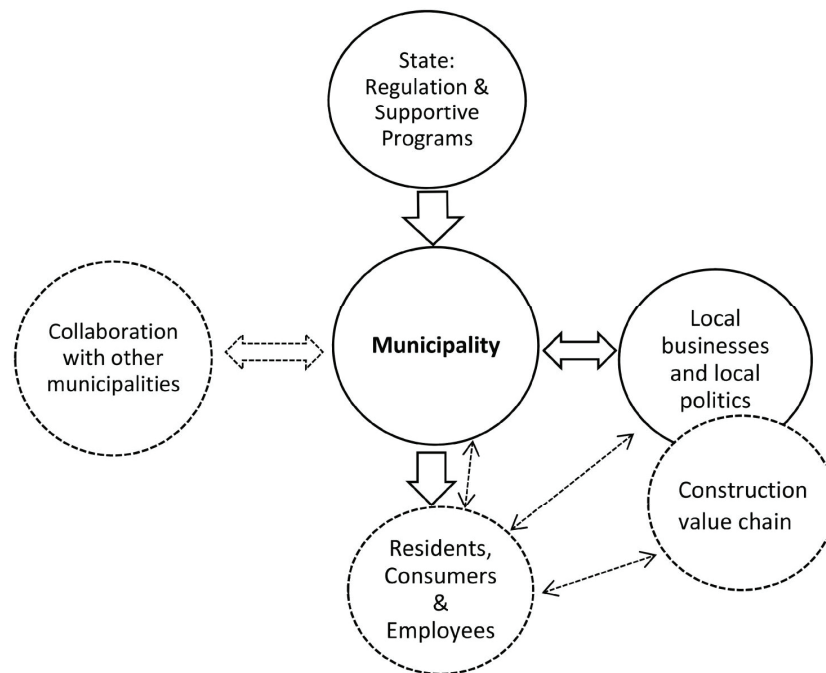 State:
Regulation &
Supportive
Programs
Collaboration
with other
municipalities
Municipality
Local
businesses
and local
politics
Construction
value chain
Residents,
Consumers
&
Employees